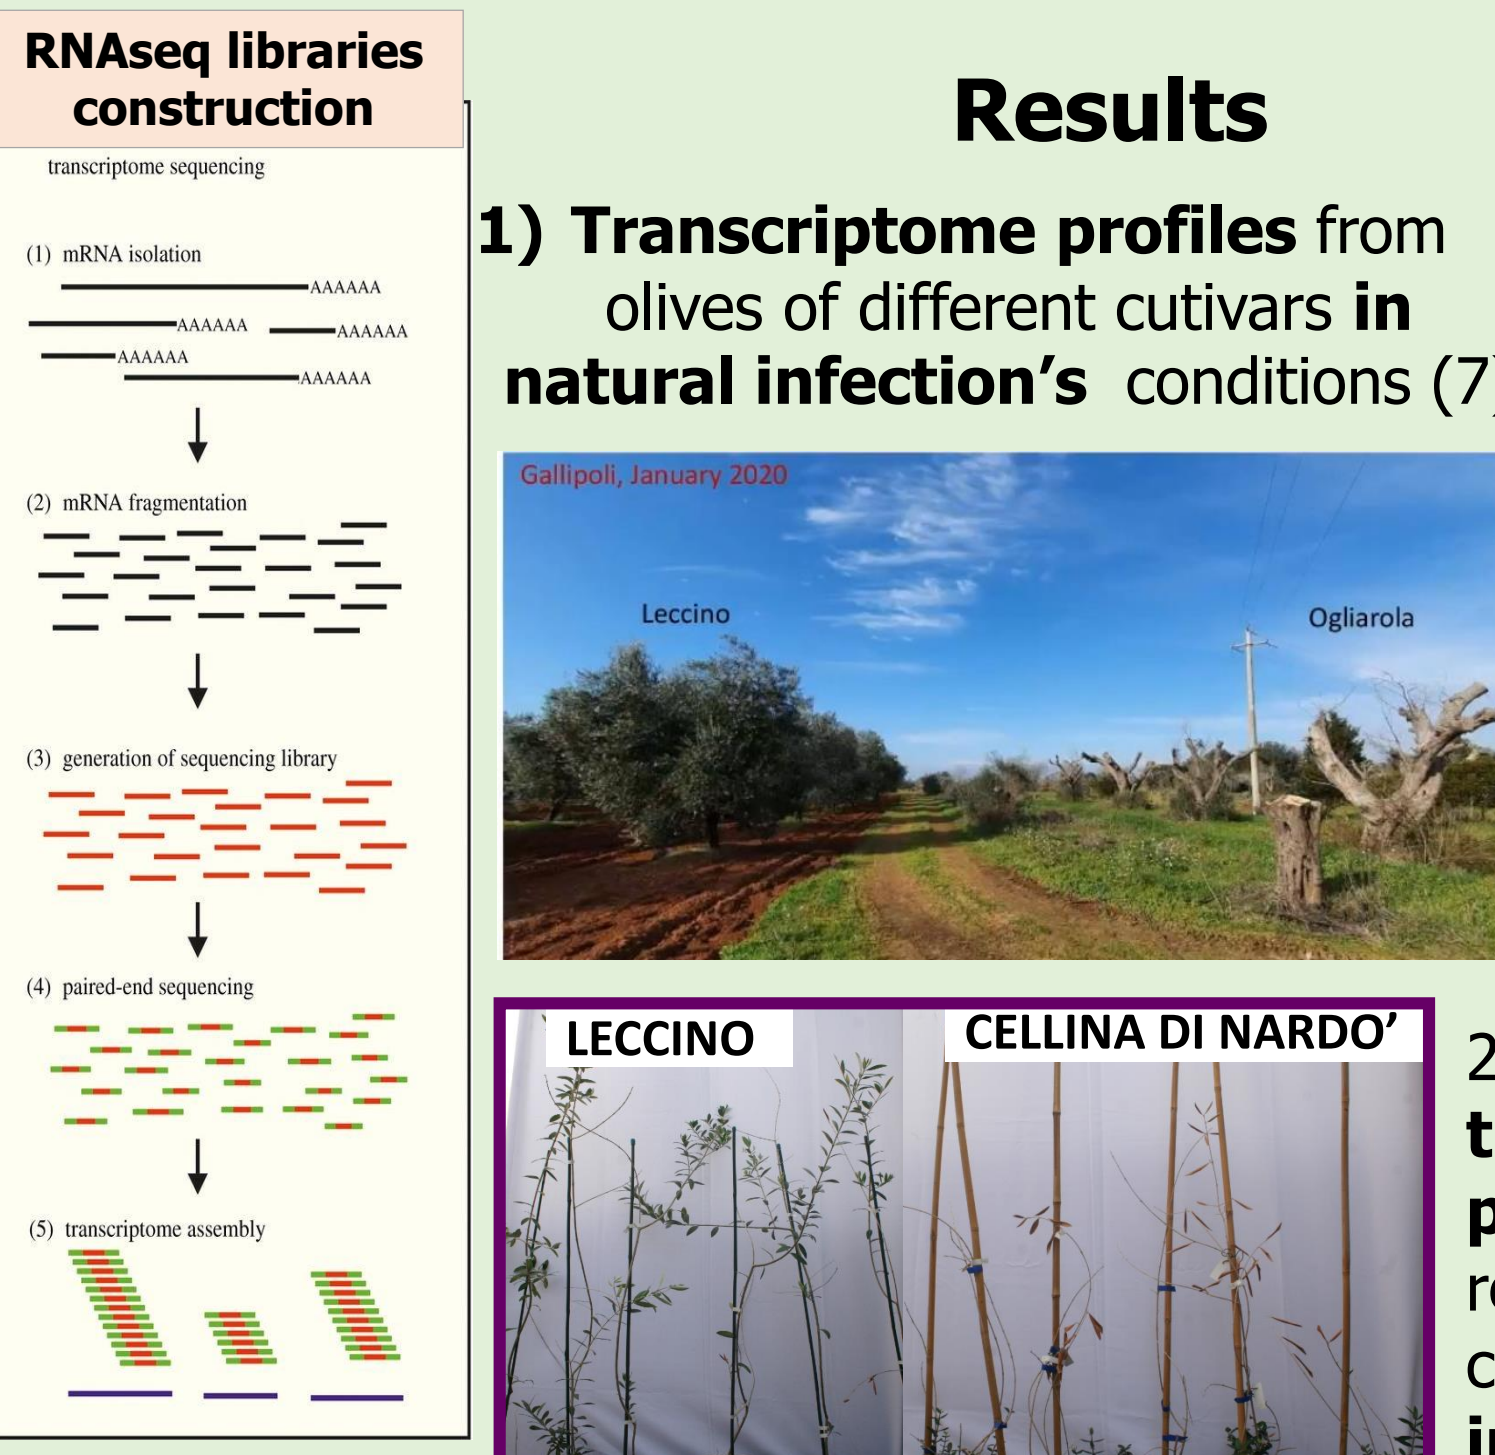 RNAseq libraries
construction
transcriptome sequencing
(1) mRNA isolation
AAAAAA
AAAAAA
AAAAAA
AAAAAA
AAAAAA
(2) mRNA fragmentation
(3) generation of sequencing library
(4) paired-end sequencing
(5) transcriptome assembly
Results
1) Transcriptome profiles from
olives of different cutivars in
natural infection’s conditions (7)
Gallipoli, January 2020
Leccino
Ogliarola
LECCINO
CELLINA DI NARDO’
2